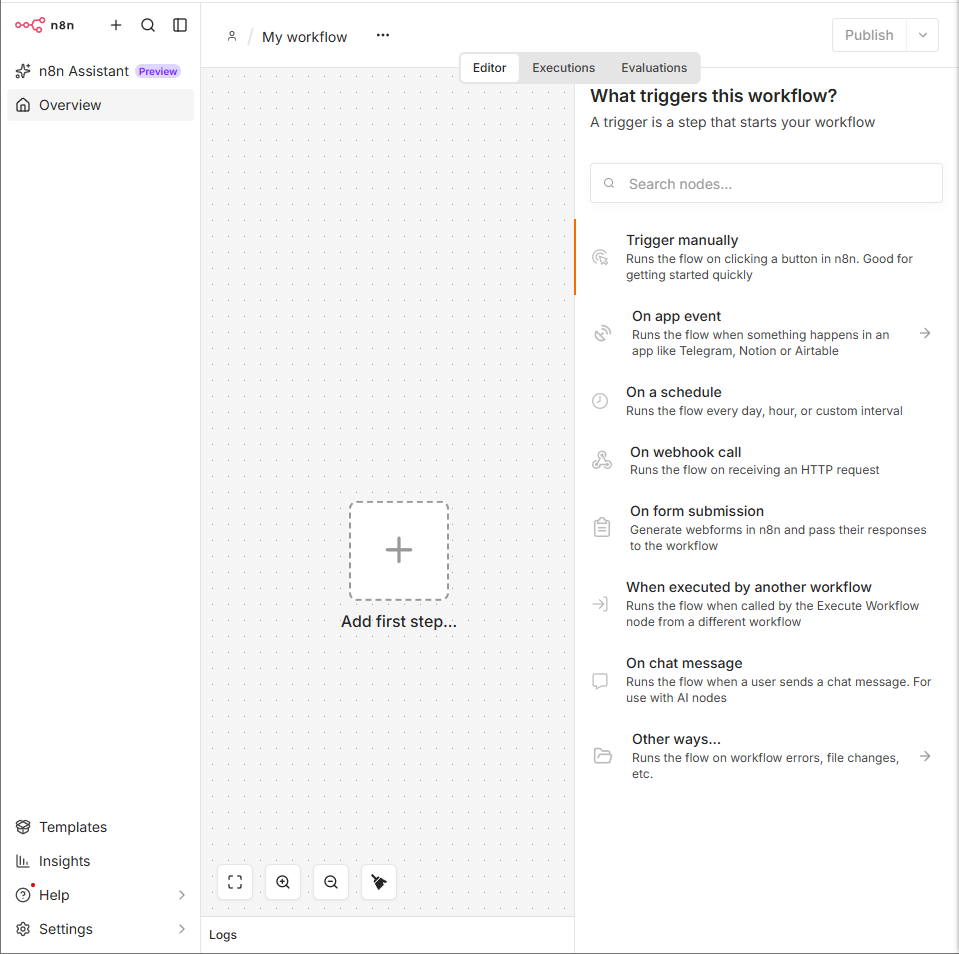 n8n
n8n Assistant Preview
Overview
Templates
Insights
Help
Settings
/ My workflow ...
Publish
Editor Executions Evaluations
Add first step...
Logs
What triggers this workflow?
A trigger is a step that starts your workflow
Search nodes...
Trigger manually
Runs the flow on clicking a button in n8n. Good for
getting started quickly
On app event
Runs the flow when something happens in an
app like Telegram, Notion or Airtable
On a schedule
Runs the flow every day, hour, or custom interval
On webhook call
Runs the flow on receiving an HTTP request
On form submission
Generate webforms in n8n and pass their responses
to the workflow
When executed by another workflow
Runs the flow when called by the Execute Workflow
node from a different workflow
On chat message
Runs the flow when a user sends a chat message. For
use with AI nodes
Other ways...
Runs the flow on workflow errors, file changes,
etc.